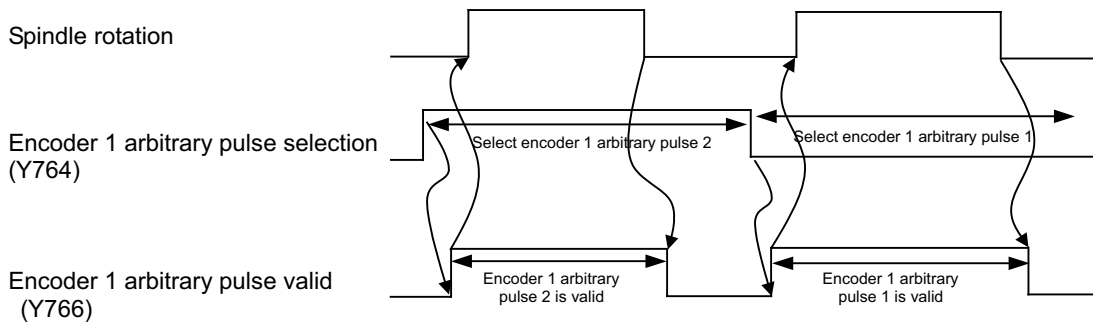 Spindle rotation
Encoder 1 arbitrary pulse selection
(Y764)
Select encoder 1 arbitrary pulse 2
Select encoder 1 arbitrary pulse 1
Encoder 1 arbitrary pulse valid
(Y766)
Encoder 1 arbitrary
pulse 2 is valid
Encoder 1 arbitrary
pulse 1 is valid